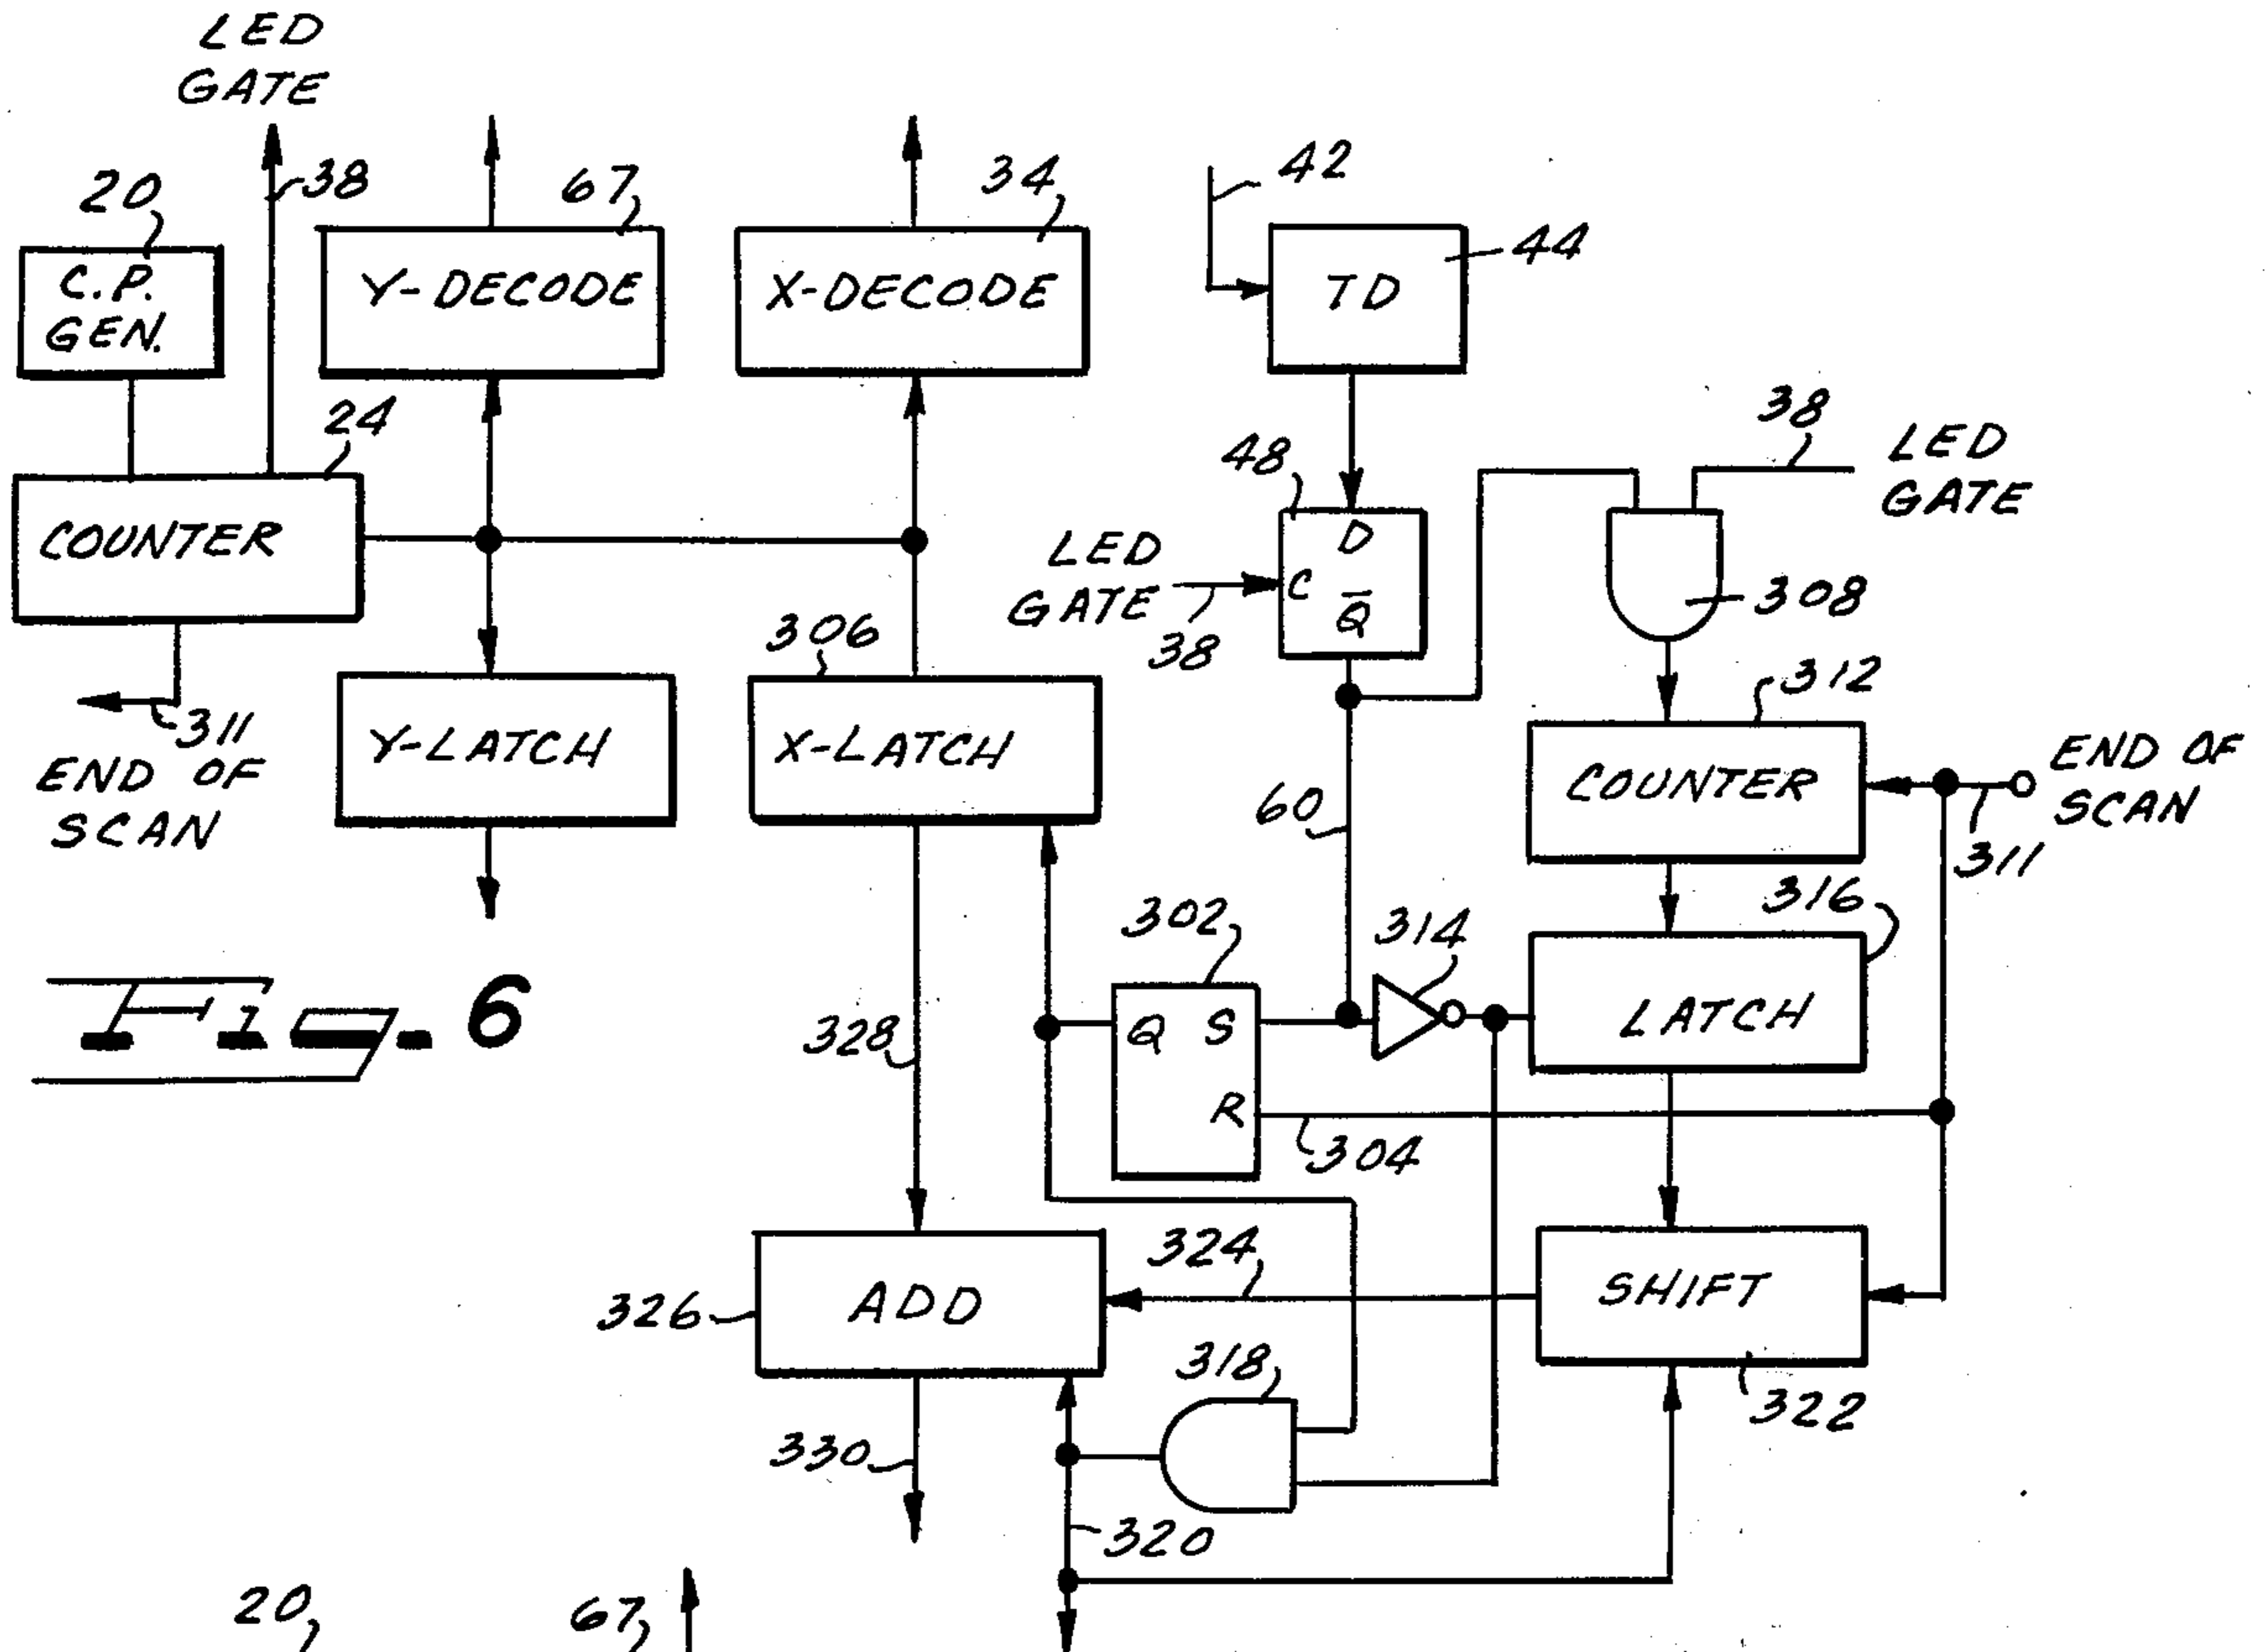 LED
GATE
38
20
C.P.
GEN.
67
Y-DECODE
34
X-DECODE
42
44
TD
24
COUNTER
311
END OF
SCAN
Y-LATCH
306
X-LATCH
48
D
C
Q̅
LED
GATE
38
38
LED
GATE
308
312
COUNTER
END OF
SCAN
311
60
302
Q S
R
304
314
316
LATCH
Fig. 6
328
324
SHIFT
322
326
ADD
318
330
320
20
67